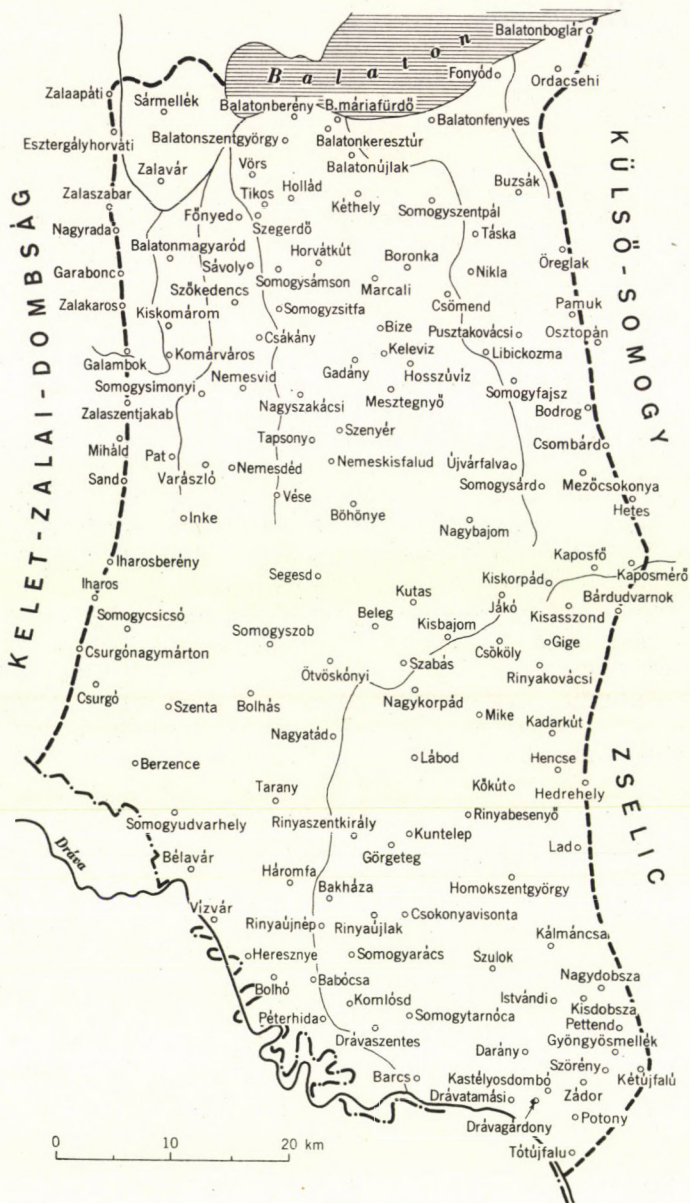 Balatonboglár
Balaton
Fonyód
Ordacsehi
Zalaapáti
Sármellék
Balatonberény
B.máriafürdő
Balatonfenyves
Esztergályhorváti
Balatonszentgyörgy
Balatonkeresztúr
Balatonújlak
Zalavár
Vörs
Buzsák
Zalaszabar
Tikos
Hollád
Kéthely
Somogyszentpál
Főnyed
Szegerdő
Nagyrada
Táska
Balatonmagyaród
Horvátkút
Boronka
Öreglak
Garabonc
Sávoly
Somogysámson
Marcali
Nikla
Szőkedencs
Csömend
Zalakaros
Kiskomárom
Somogyzsitfa
Pamuk
Bize
Pusztakovácsi
Osztopán
Csákány
Keleviz
Libickozma
Galambok
Komárváros
Gadány
Hosszúvíz
Somogysimonyi
Nemesvid
Mesztegnyő
Somogyfajsz
Zalaszentjakab
Nagyszakácsi
Bodrog
Szenyér
Miháld
Tapsony
Csombárd
Pat
Nemeskisfalud
Újvárfalva
Sand
Varászló
Nemesdéd
Somogysárd
Mezőcsokonya
Vése
Hetes
Inke
Böhönye
Nagybajom
Iharosberény
Kaposfő
Segesd
Kiskorpád
Kaposmérő
Iharos
Kutas
Jákó
Bárdudvarnok
Kisasszond
Somogycsicsó
Beleg
Somogyszob
Kisbajom
Gige
Csurgónagymárton
Csököly
Ötvöskónyi
Szabás
Rinyakovácsi
Csurgó
Szenta
Bolhás
Nagykorpád
Mike
Kadarkút
Nagyatád
Berzence
Lábod
Hencse
Tarany
Kőkút
Hedrehely
Somogyudvarhely
Rinyaszentkirály
Rinyabesenyő
Kuntelep
Dráva
Bélavár
Görgeteg
Lad
Háromfa
Bakháza
Homokszentgyörgy
Vízvár
Rinyaújnép
Rinyaújlak
Csokonyavisonta
Kálmáncsa
Heresznye
Somogyarács
Szulok
Bolhó
Babócsa
Nagydobsza
Komlósd
Istvándi
Kisdobsza
Péterhida
Somogytarnóca
Pettend
Drávaszentes
Gyöngyösmellék
Darány
Szörény
Barcs
Kastélyosdombó
Kétújfalú
Drávatamási
Zádor
Potony
Drávagárdony
Tótújfalu
KELET-ZALAI-DOMBSÁG
KÜLSŐ-SOMOGY
ZSELIC
0 10 20 km